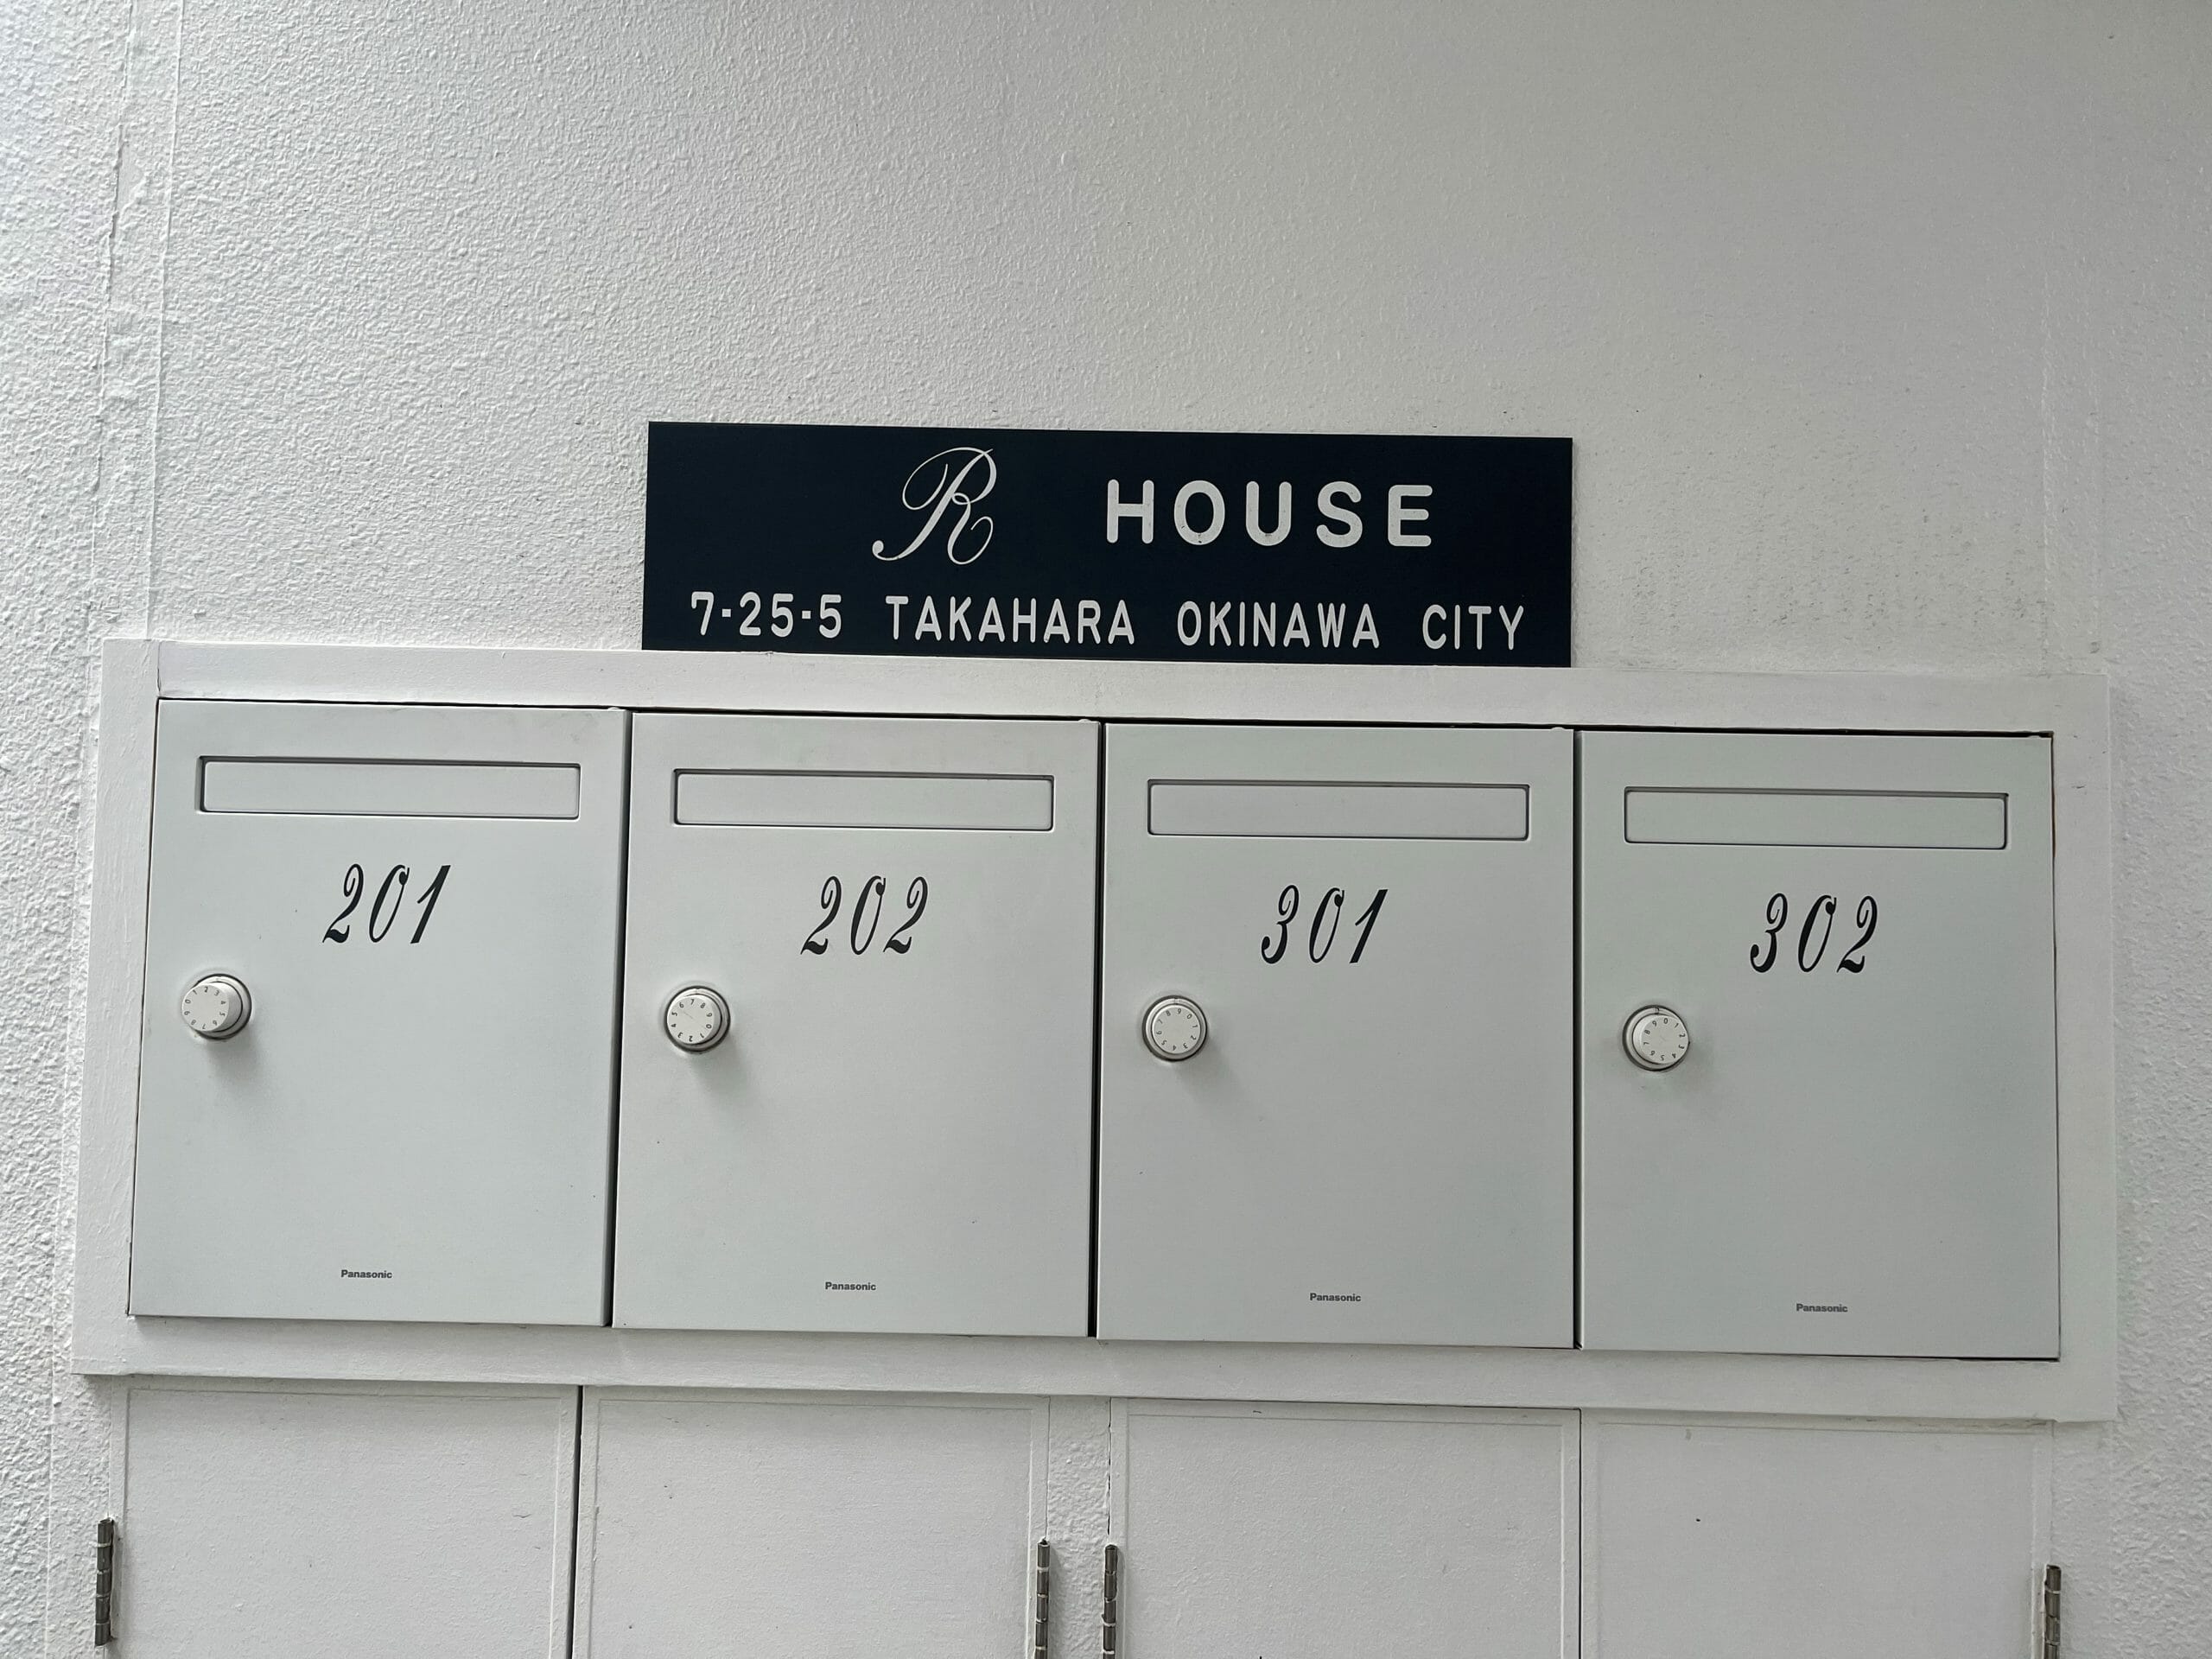 R HOUSE
7-25-5 TAKAHARA OKINAWA CITY
201 202 301 302
Panasonic Panasonic Panasonic Panasonic